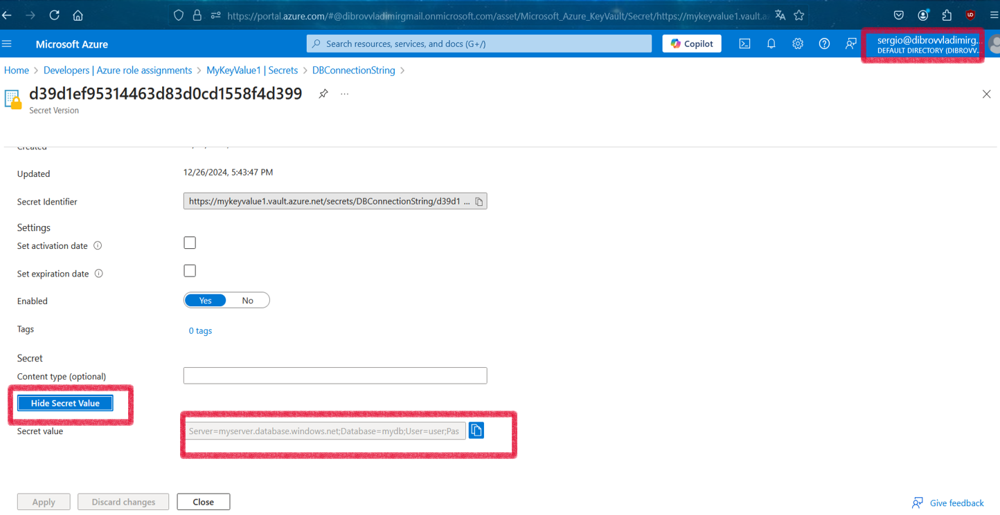 https://portal.azure.com/#@dibrovvladimirgmail.onmicrosoft.com/asset/Microsoft_Azure_KeyVault/Secret/https://mykeyvalue1.vault.az
Microsoft Azure
Search resources, services, and docs (G+/)
Copilot
sergio@dibrovvladimirg...
DEFAULT DIRECTORY (DIBROVV...
Home > Developers | Azure role assignments > MyKeyValue1 | Secrets > DBConnectionString >
d39d1ef95314463d83d0cd1558f4d399
...
Secret Version
Created
Updated 12/26/2024, 5:43:47 PM
Secret Identifier https://mykeyvalue1.vault.azure.net/secrets/DBConnectionString/d39d1 ...
Settings
Set activation date
Set expiration date
Enabled Yes No
Tags 0 tags
Secret
Content type (optional)
Hide Secret Value
Secret value Server=myserver.database.windows.net;Database=mydb;User=user;Pas
Apply Discard changes Close
Give feedback